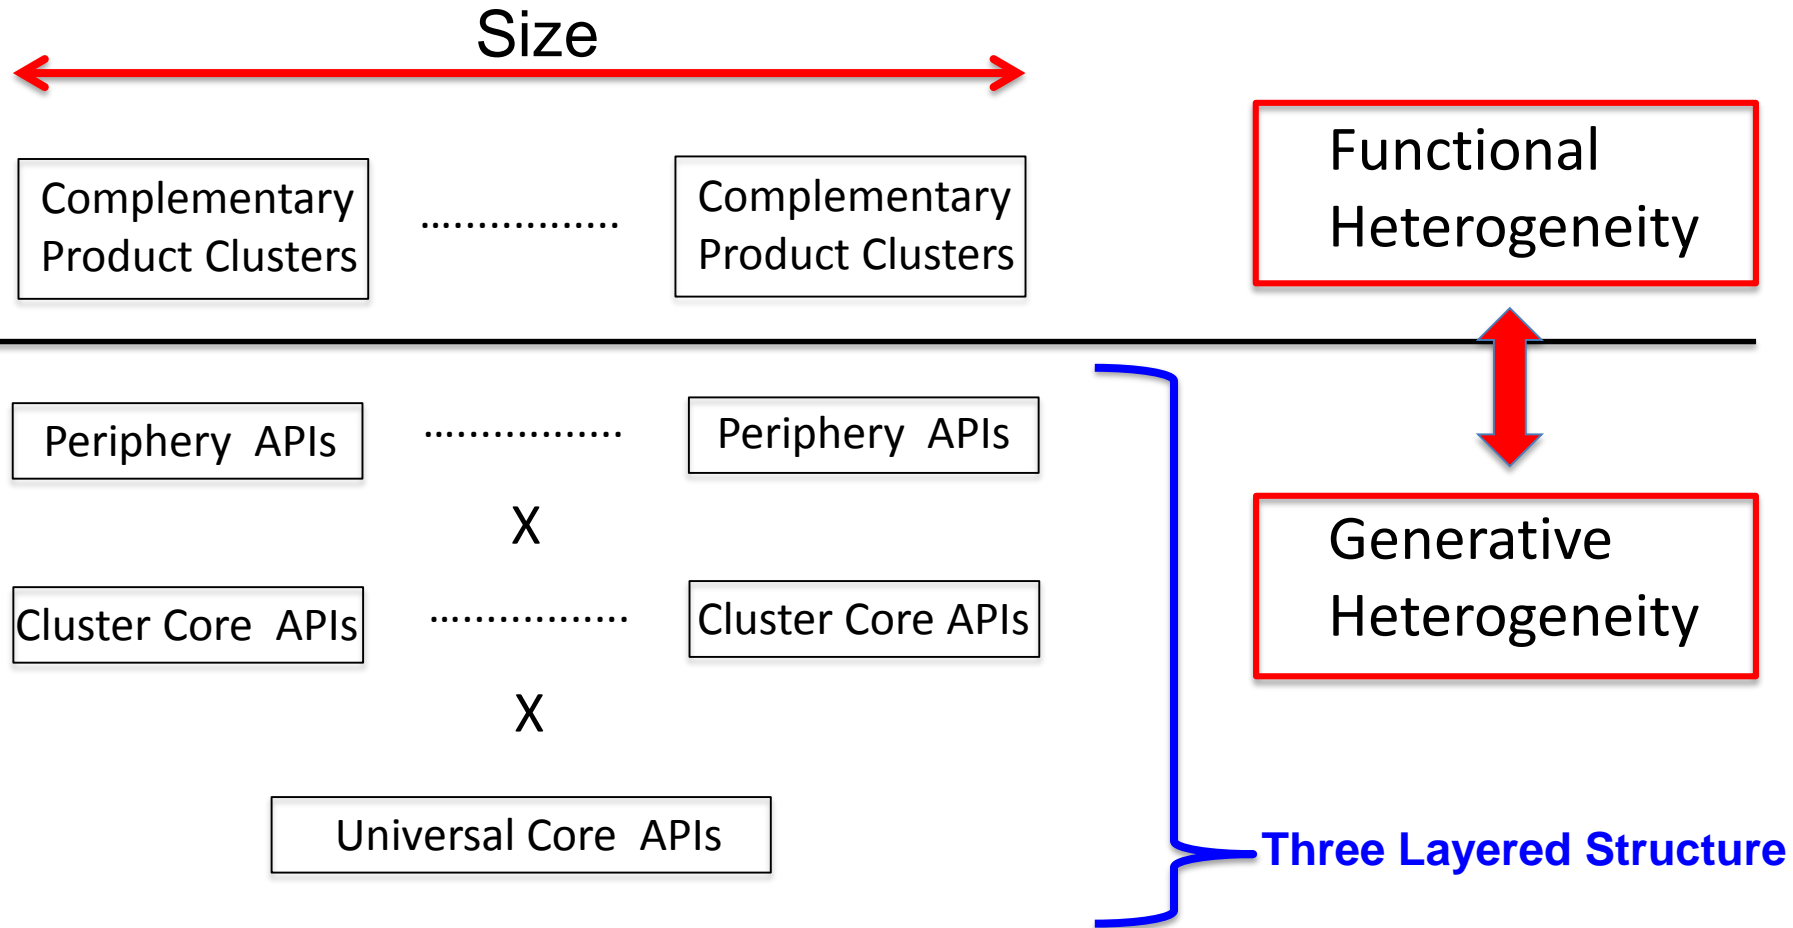 Size
Complementary
Product Clusters
................
Complementary
Product Clusters
Functional
Heterogeneity
Periphery APIs
................
Periphery APIs
X
Cluster Core APIs
................
Cluster Core APIs
Generative
Heterogeneity
X
Universal Core APIs
Three Layered Structure